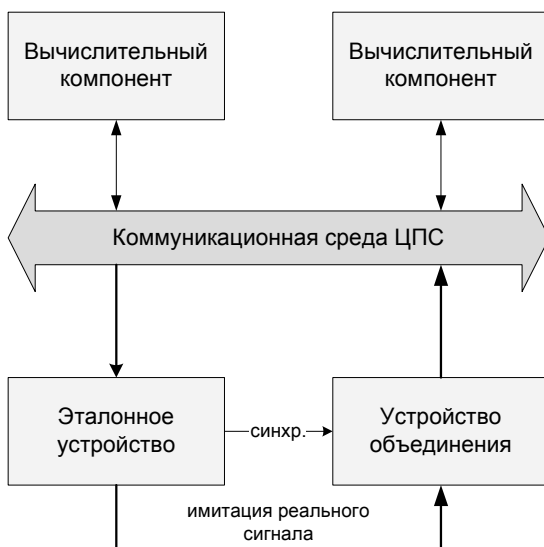 Вычислительный
компонент
Вычислительный
компонент
Коммуникационная среда ЦПС
Эталонное
устройство
синхр.
Устройство
объединения
имитация реального
сигнала